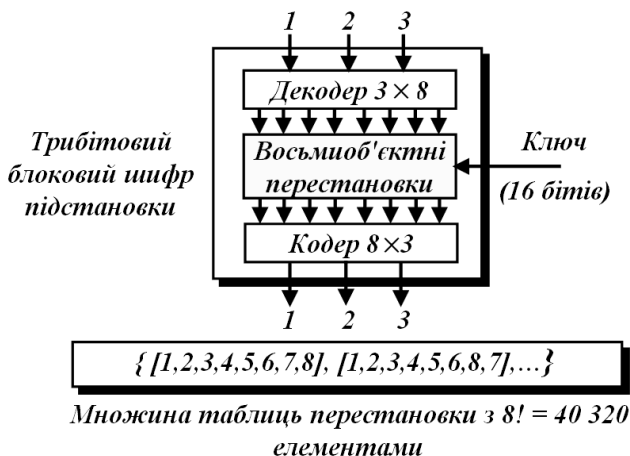 1 2 3
Декодер 3 × 8
Трибітовий
блоковий шифр
підстановки
Восьмиоб'єктні
перестановки
Ключ
(16 бітів)
Кодер 8×3
1 2 3
{ [1,2,3,4,5,6,7,8], [1,2,3,4,5,6,8,7],...}
Множина таблиць перестановки з 8! = 40 320
елементами